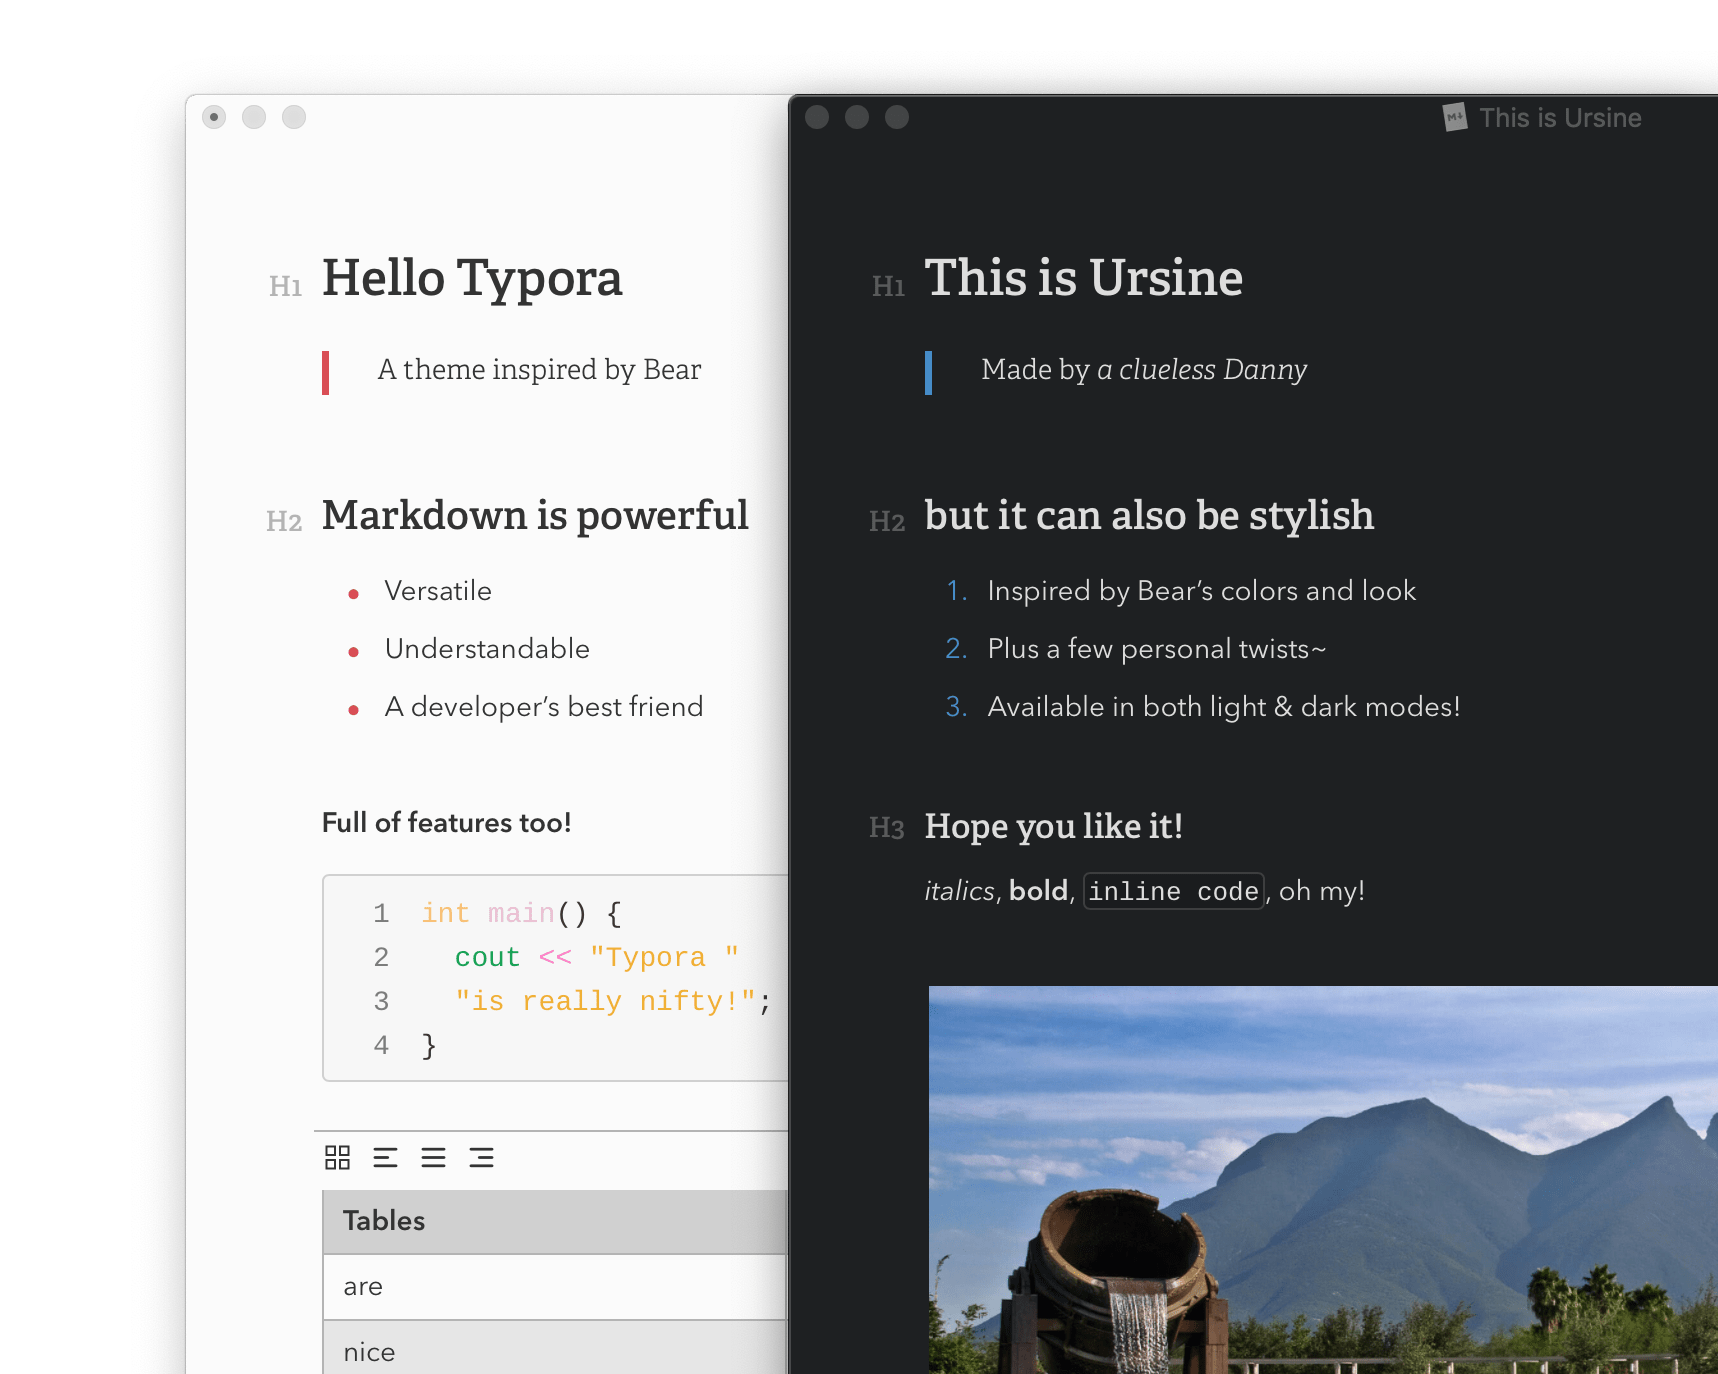 Hello Typora
H1
A theme inspired by Bear
H2
Markdown is powerful
• Versatile
• Understandable
• A developer’s best friend
Full of features too!
1 int main() {
2 cout << "Typora "
3 "is really nifty!";
4 }
Tables
are
nice
This is Ursine
H1
This is Ursine
Made by a clueless Danny
H2
but it can also be stylish
1. Inspired by Bear’s colors and look
2. Plus a few personal twists~
3. Available in both light & dark modes!
H3
Hope you like it!
italics, bold, inline code, oh my!